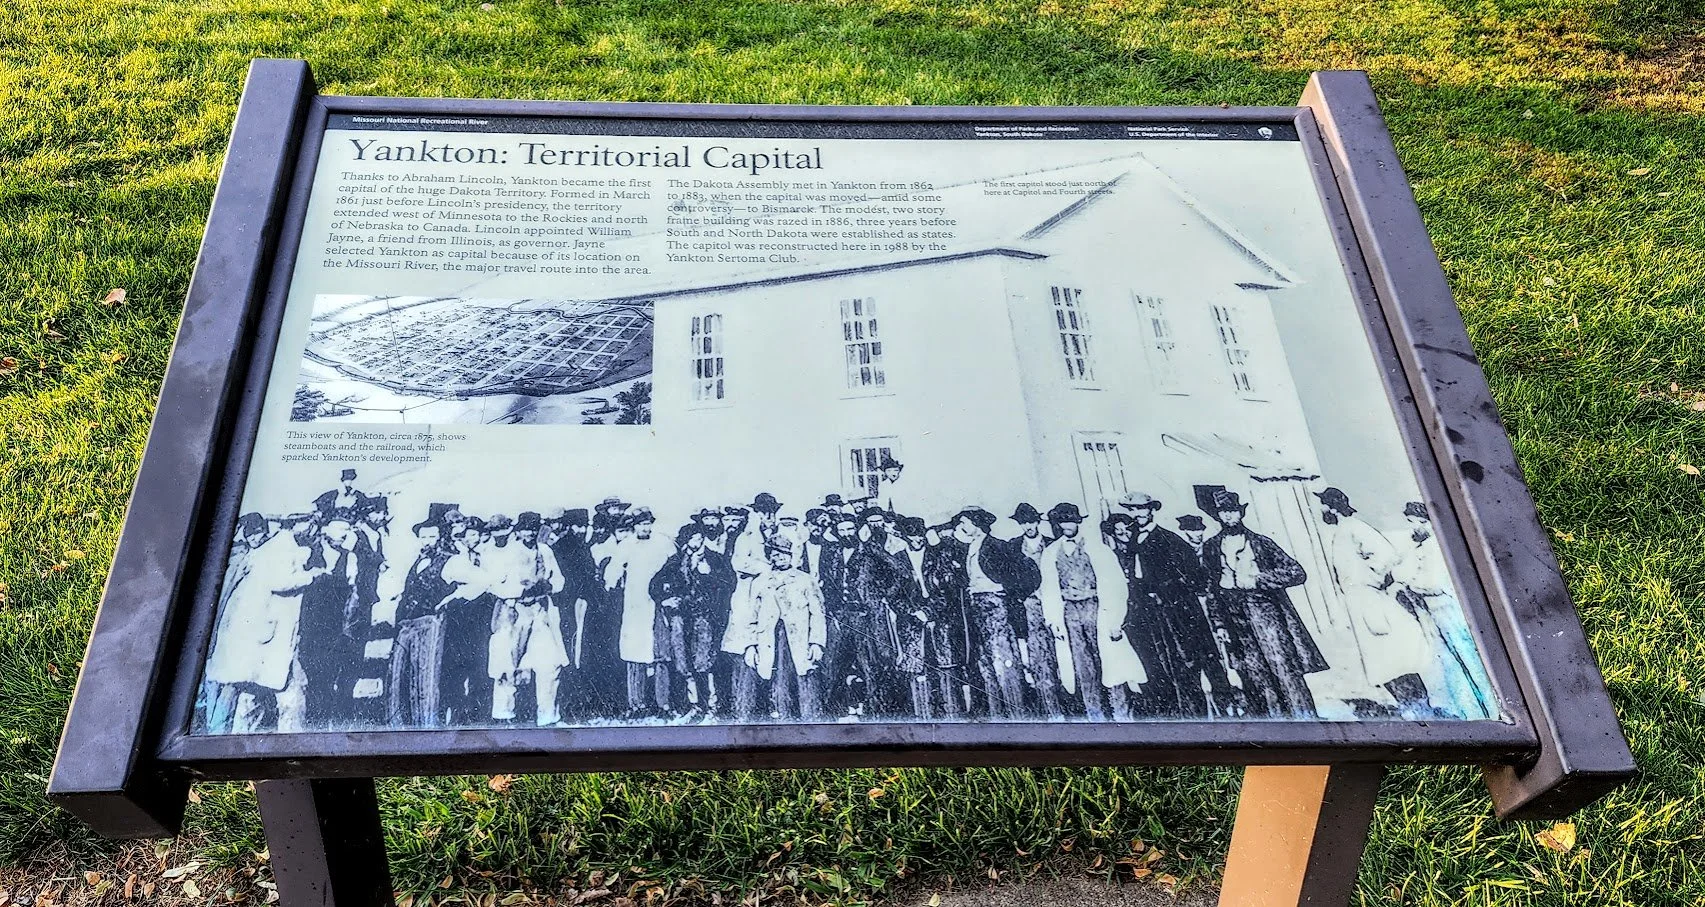 Missouri National Recreational River
Department of Parks and Recreation
Yankton, South Dakota
National Park Service
U.S. Department of the Interior
Yankton: Territorial Capital
Thanks to Abraham Lincoln, Yankton became the first
capital of the huge Dakota Territory. Formed in March
1861 just before Lincoln's presidency, the territory
extended west of Minnesota to the Rockies and north
of Nebraska to Canada. Lincoln appointed William
Jayne, a friend from Illinois, as governor. Jayne
selected Yankton as capital because of its location on
the Missouri River, the major travel route into the area.
The Dakota Assembly met in Yankton from 1862
to 1883, when the capital was moved—amid some
controversy—to Bismarck. The modest, two story
frame building was razed in 1886, three years before
South and North Dakota were established as states.
The capitol was reconstructed here in 1988 by the
Yankton Sertoma Club.
The first capitol stood just north of
here at Capitol and Fourth streets.
This view of Yankton, circa 1875, shows
steamboats and the railroad, which
sparked Yankton's development.